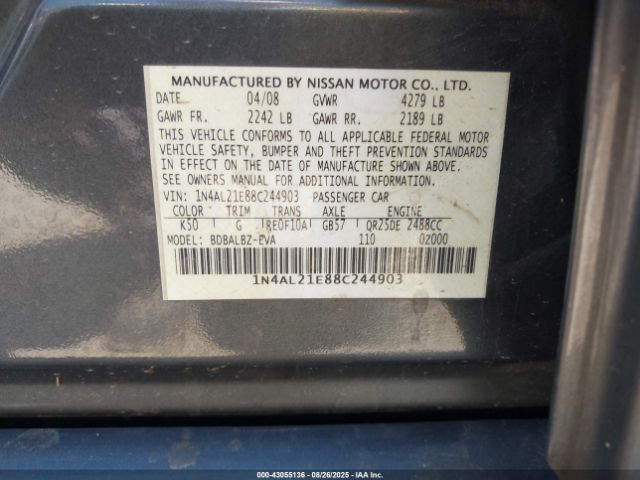 MANUFACTURED BY NISSAN MOTOR CO., LTD.
DATE 04/08 GVWR 4279 LB
GAWR FR. 2242 LB GAWR RR. 2189 LB
THIS VEHICLE CONFORMS TO ALL APPLICABLE FEDERAL MOTOR
VEHICLE SAFETY, BUMPER AND THEFT PREVENTION STANDARDS
IN EFFECT ON THE DATE OF MANUFACTURE SHOWN ABOVE.
SEE OWNERS MANUAL FOR ADDITIONAL INFORMATION.
VIN: 1N4AL21E88C244903 PASSENGER CAR
COLOR TRIM TRANS AXLE ENGINE
K50 G RE0F10A GB57 QR25DE 2488CC
MODEL: BDBALBZ-EVA 110 02000
1N4AL21E88C244903
000-43055136 - 08/26/2025 - IAA Inc.